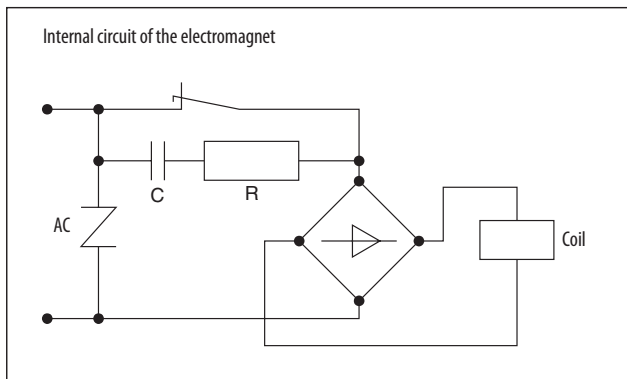 Internal circuit of the electromagnet
C
R
AC
Coil